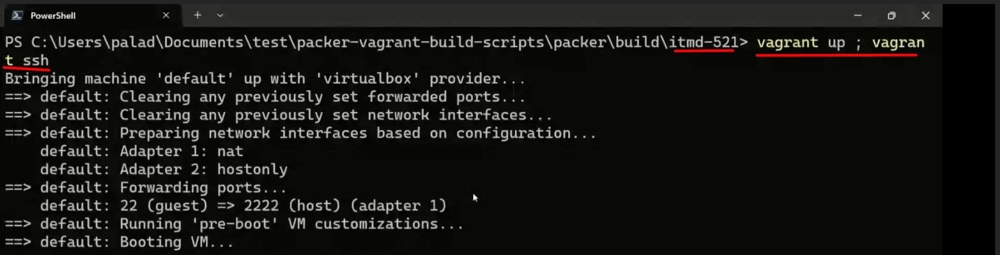 PowerShell
PS C:\Users\palad\Documents\test\packer-vagrant-build-scripts\packer\build\itmd-521> vagrant up ; vagran
t ssh
Bringing machine 'default' up with 'virtualbox' provider...
==> default: Clearing any previously set forwarded ports...
==> default: Clearing any previously set network interfaces...
==> default: Preparing network interfaces based on configuration...
    default: Adapter 1: nat
    default: Adapter 2: hostonly
==> default: Forwarding ports...
    default: 22 (guest) => 2222 (host) (adapter 1)
==> default: Running 'pre-boot' VM customizations...
==> default: Booting VM...